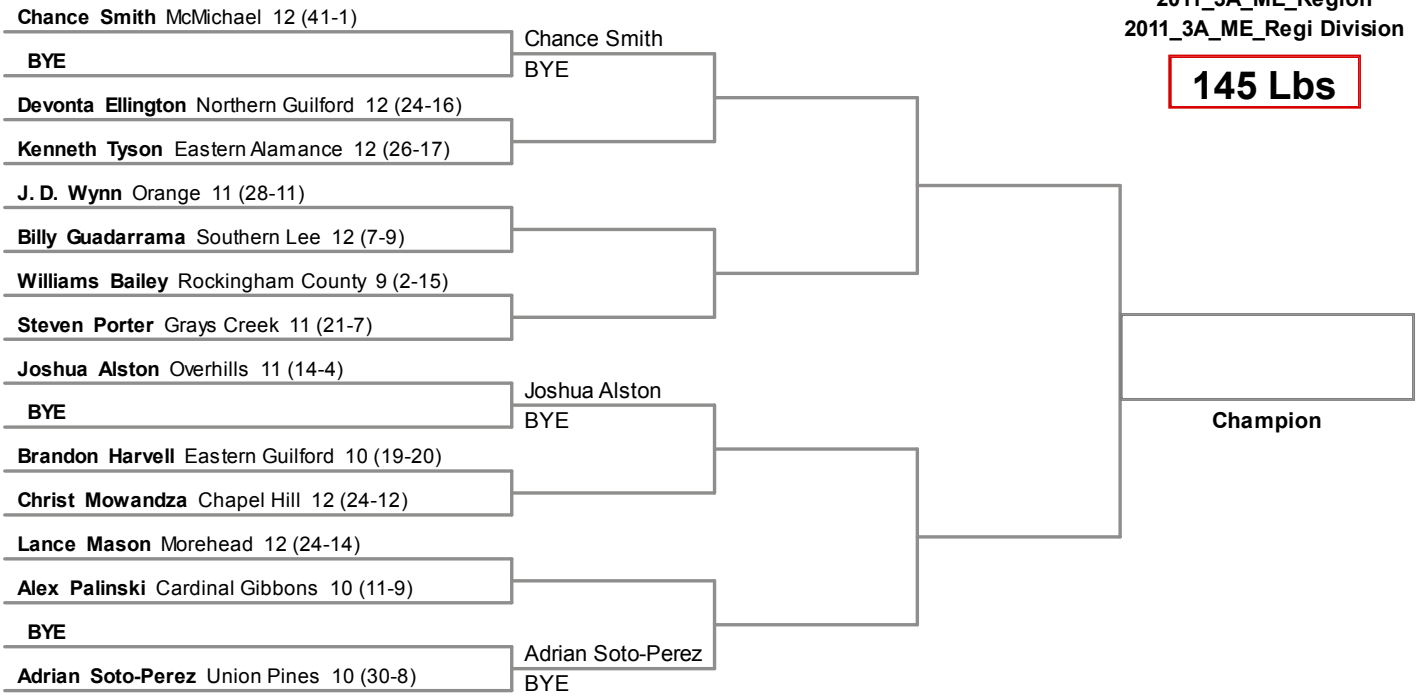 2011_3A_ME_Region
2011_3A_ME_Regi Division
145 Lbs
Chance Smith McMichael 12 (41-1)
BYE
Chance Smith
BYE
Devonta Ellington Northern Guilford 12 (24-16)
Kenneth Tyson Eastern Alamance 12 (26-17)
J. D. Wynn Orange 11 (28-11)
Billy Guadarrama Southern Lee 12 (7-9)
Williams Bailey Rockingham County 9 (2-15)
Steven Porter Grays Creek 11 (21-7)
Joshua Alston Overhills 11 (14-4)
BYE
Joshua Alston
BYE
Brandon Harvell Eastern Guilford 10 (19-20)
Christ Mowandza Chapel Hill 12 (24-12)
Lance Mason Morehead 12 (24-14)
Alex Palinski Cardinal Gibbons 10 (11-9)
BYE
Adrian Soto-Perez Union Pines 10 (30-8)
Adrian Soto-Perez
BYE
Champion